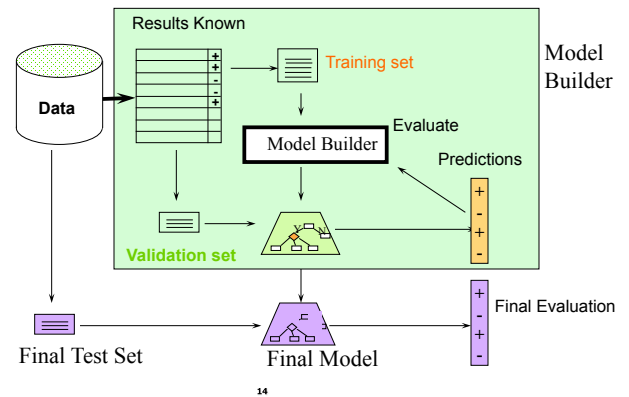 Results Known
+
+
-
-
+
Training set
Model
Builder
Data
Evaluate
Model Builder
Predictions
+
-
+
-
Y
N
Validation set
+
-
+
-
Final Evaluation
Final Test Set
Final Model
14